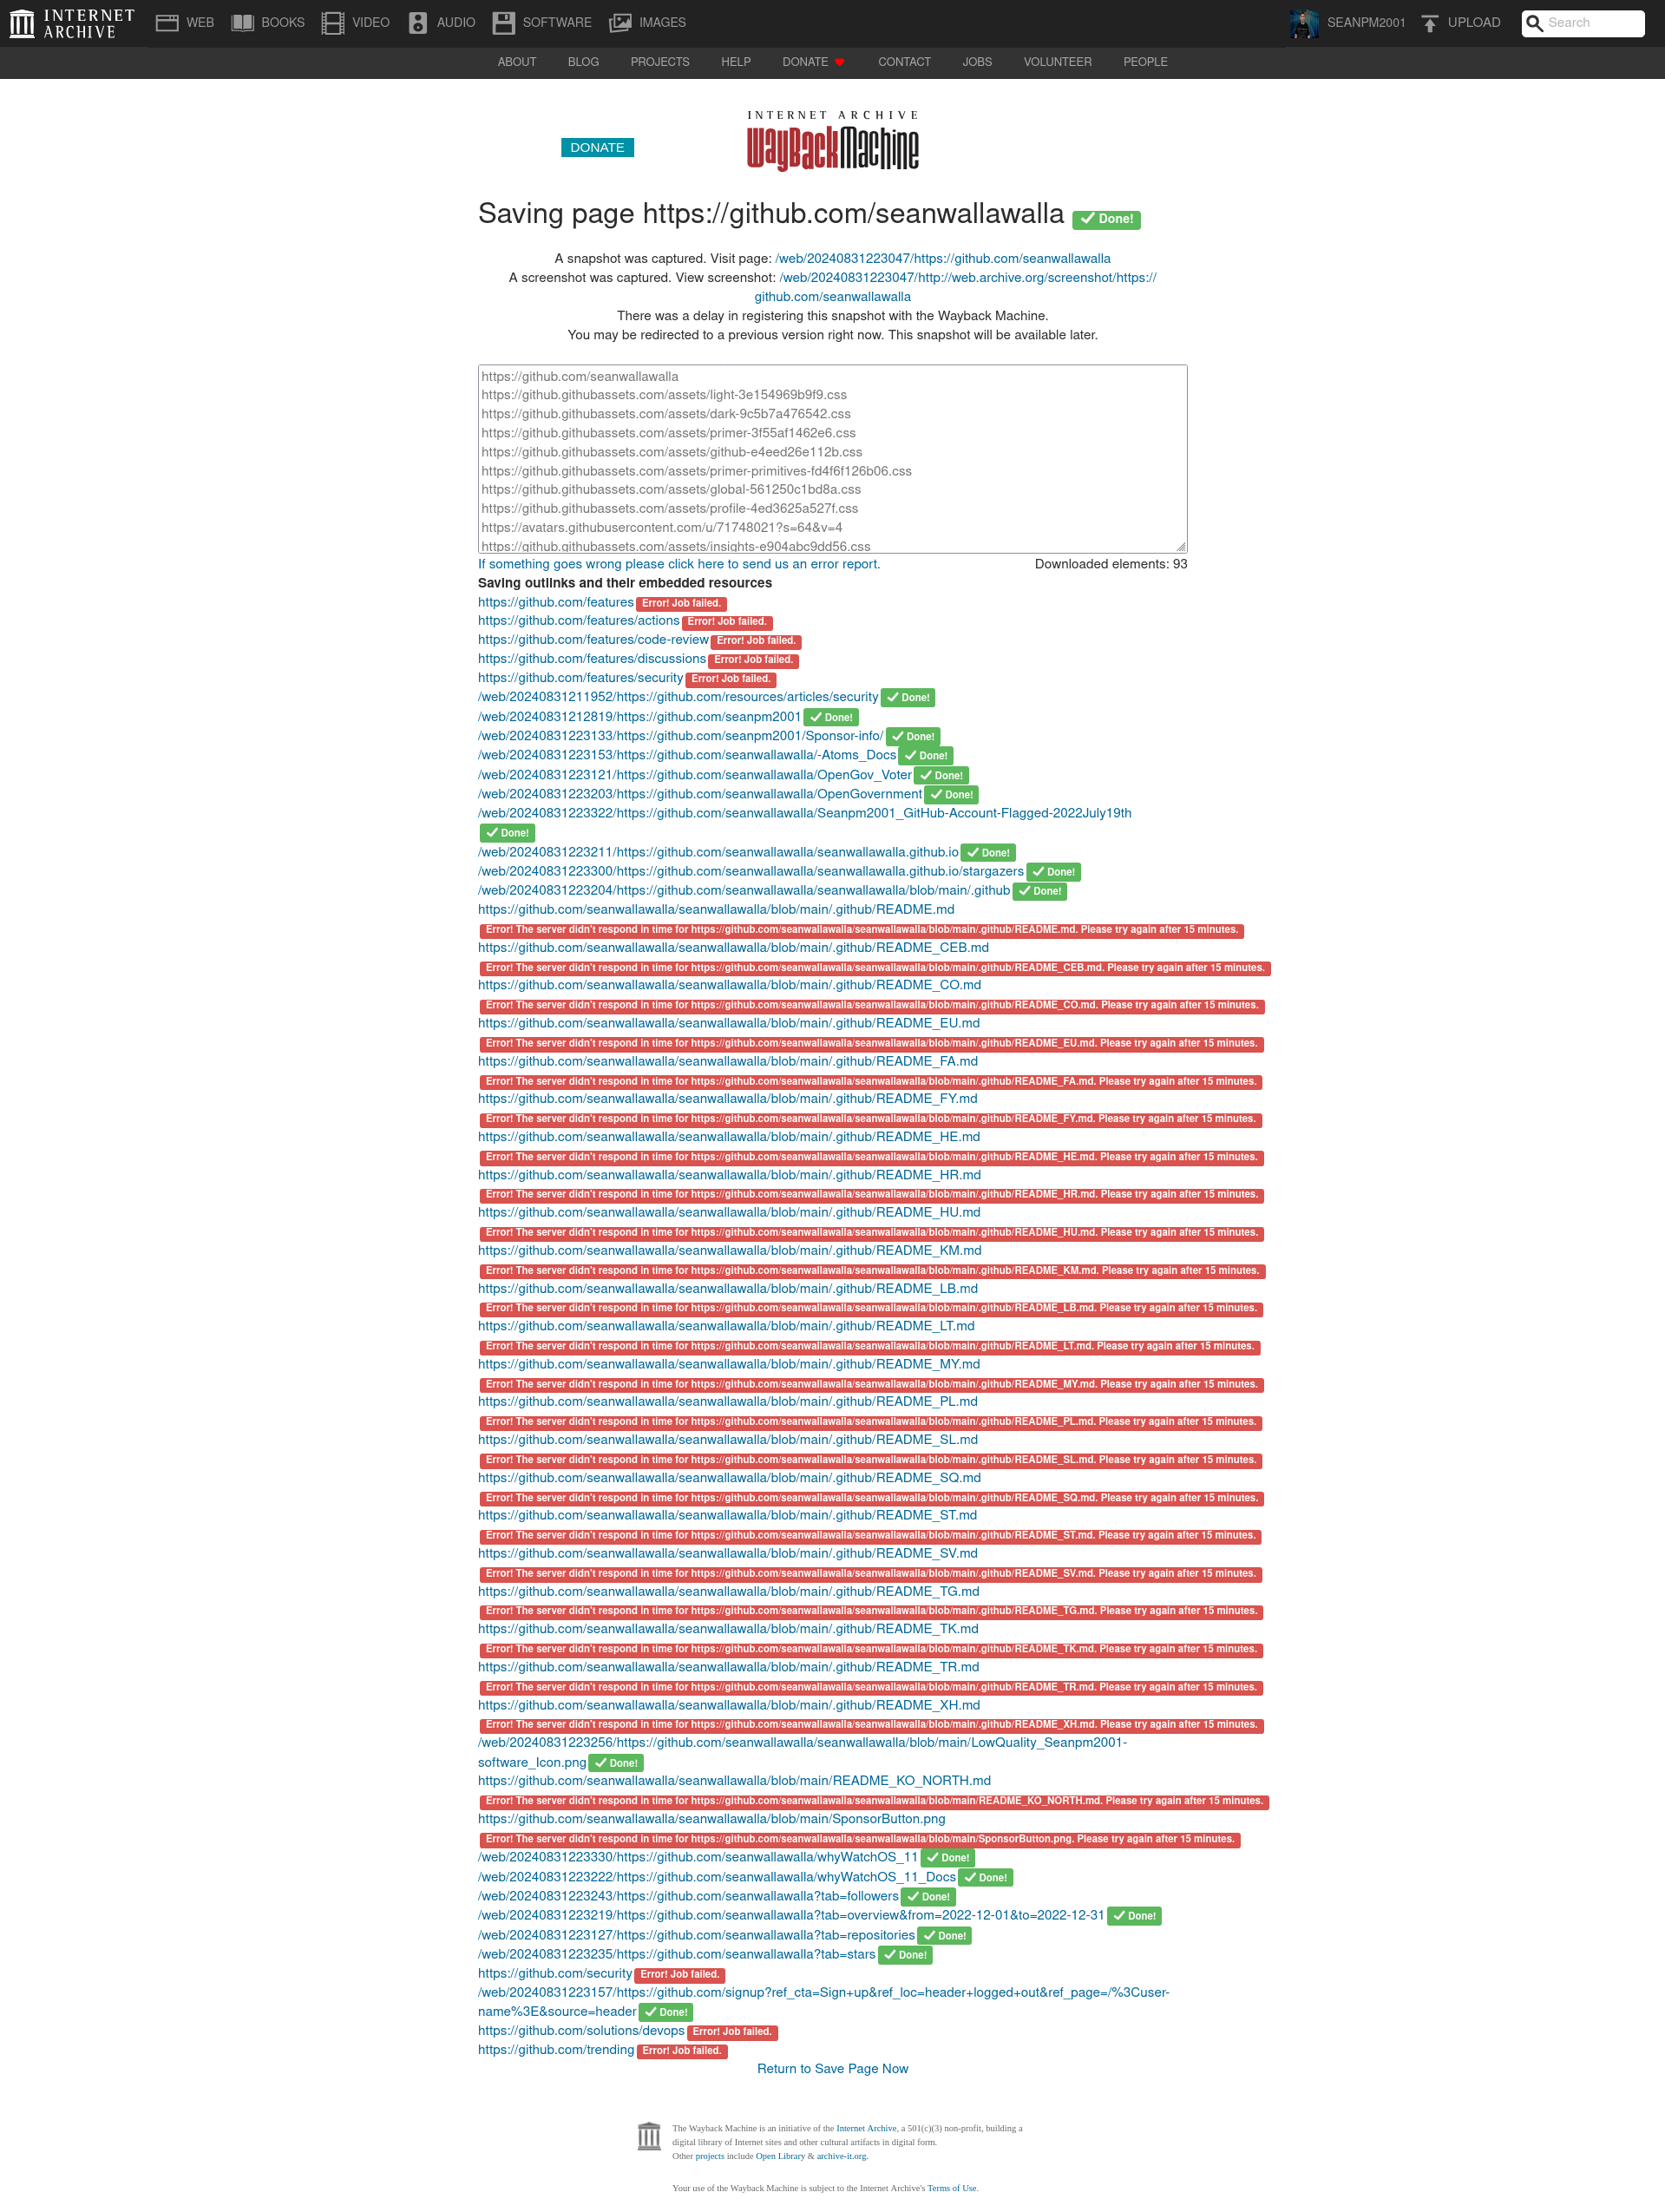 INTERNET ARCHIVE
WEB BOOKS VIDEO AUDIO SOFTWARE IMAGES SEANPM2001 UPLOAD Search
ABOUT BLOG PROJECTS HELP DONATE CONTACT JOBS VOLUNTEER PEOPLE
INTERNET ARCHIVE
DONATE WayBackMachine
Saving page https://github.com/seanwallawalla Done!
A snapshot was captured. Visit page: /web/20240831223047/https://github.com/seanwallawalla
A screenshot was captured. View screenshot: /web/20240831223047/http://web.archive.org/screenshot/https://
github.com/seanwallawalla
There was a delay in registering this snapshot with the Wayback Machine.
You may be redirected to a previous version right now. This snapshot will be available later.
https://github.com/seanwallawalla
https://github.githubassets.com/assets/light-3e154969b9f9.css
https://github.githubassets.com/assets/dark-9c5b7a476542.css
https://github.githubassets.com/assets/primer-3f55af1462e6.css
https://github.githubassets.com/assets/github-e4eed26e112b.css
https://github.githubassets.com/assets/primer-primitives-fd4f6f126b06.css
https://github.githubassets.com/assets/global-561250c1bd8a.css
https://github.githubassets.com/assets/profile-4ed3625a527f.css
https://avatars.githubusercontent.com/u/71748021?s=64&v=4
https://github.githubassets.com/assets/insights-e904abc9dd56.css
If something goes wrong please click here to send us an error report. Downloaded elements: 93
Saving outlinks and their embedded resources
https://github.com/features Error! Job failed.
https://github.com/features/actions Error! Job failed.
https://github.com/features/code-review Error! Job failed.
https://github.com/features/discussions Error! Job failed.
https://github.com/features/security Error! Job failed.
/web/20240831211952/https://github.com/resources/articles/security Done!
/web/20240831212819/https://github.com/seanpm2001 Done!
/web/20240831223133/https://github.com/seanpm2001/Sponsor-info/ Done!
/web/20240831223153/https://github.com/seanwallawalla/-Atoms_Docs Done!
/web/20240831223121/https://github.com/seanwallawalla/OpenGov_Voter Done!
/web/20240831223203/https://github.com/seanwallawalla/OpenGovernment Done!
/web/20240831223322/https://github.com/seanwallawalla/Seanpm2001_GitHub-Account-Flagged-2022July19th
Done!
/web/20240831223211/https://github.com/seanwallawalla/seanwallawalla.github.io Done!
/web/20240831223300/https://github.com/seanwallawalla/seanwallawalla.github.io/stargazers Done!
/web/20240831223204/https://github.com/seanwallawalla/seanwallawalla/blob/main/.github Done!
https://github.com/seanwallawalla/seanwallawalla/blob/main/.github/README.md
Error! The server didn't respond in time for https://github.com/seanwallawalla/seanwallawalla/blob/main/.github/README.md. Please try again after 15 minutes.
https://github.com/seanwallawalla/seanwallawalla/blob/main/.github/README_CEB.md
Error! The server didn't respond in time for https://github.com/seanwallawalla/seanwallawalla/blob/main/.github/README_CEB.md. Please try again after 15 minutes.
https://github.com/seanwallawalla/seanwallawalla/blob/main/.github/README_CO.md
Error! The server didn't respond in time for https://github.com/seanwallawalla/seanwallawalla/blob/main/.github/README_CO.md. Please try again after 15 minutes.
https://github.com/seanwallawalla/seanwallawalla/blob/main/.github/README_EU.md
Error! The server didn't respond in time for https://github.com/seanwallawalla/seanwallawalla/blob/main/.github/README_EU.md. Please try again after 15 minutes.
https://github.com/seanwallawalla/seanwallawalla/blob/main/.github/README_FA.md
Error! The server didn't respond in time for https://github.com/seanwallawalla/seanwallawalla/blob/main/.github/README_FA.md. Please try again after 15 minutes.
https://github.com/seanwallawalla/seanwallawalla/blob/main/.github/README_FY.md
Error! The server didn't respond in time for https://github.com/seanwallawalla/seanwallawalla/blob/main/.github/README_FY.md. Please try again after 15 minutes.
https://github.com/seanwallawalla/seanwallawalla/blob/main/.github/README_HE.md
Error! The server didn't respond in time for https://github.com/seanwallawalla/seanwallawalla/blob/main/.github/README_HE.md. Please try again after 15 minutes.
https://github.com/seanwallawalla/seanwallawalla/blob/main/.github/README_HR.md
Error! The server didn't respond in time for https://github.com/seanwallawalla/seanwallawalla/blob/main/.github/README_HR.md. Please try again after 15 minutes.
https://github.com/seanwallawalla/seanwallawalla/blob/main/.github/README_HU.md
Error! The server didn't respond in time for https://github.com/seanwallawalla/seanwallawalla/blob/main/.github/README_HU.md. Please try again after 15 minutes.
https://github.com/seanwallawalla/seanwallawalla/blob/main/.github/README_KM.md
Error! The server didn't respond in time for https://github.com/seanwallawalla/seanwallawalla/blob/main/.github/README_KM.md. Please try again after 15 minutes.
https://github.com/seanwallawalla/seanwallawalla/blob/main/.github/README_LB.md
Error! The server didn't respond in time for https://github.com/seanwallawalla/seanwallawalla/blob/main/.github/README_LB.md. Please try again after 15 minutes.
https://github.com/seanwallawalla/seanwallawalla/blob/main/.github/README_LT.md
Error! The server didn't respond in time for https://github.com/seanwallawalla/seanwallawalla/blob/main/.github/README_LT.md. Please try again after 15 minutes.
https://github.com/seanwallawalla/seanwallawalla/blob/main/.github/README_MY.md
Error! The server didn't respond in time for https://github.com/seanwallawalla/seanwallawalla/blob/main/.github/README_MY.md. Please try again after 15 minutes.
https://github.com/seanwallawalla/seanwallawalla/blob/main/.github/README_PL.md
Error! The server didn't respond in time for https://github.com/seanwallawalla/seanwallawalla/blob/main/.github/README_PL.md. Please try again after 15 minutes.
https://github.com/seanwallawalla/seanwallawalla/blob/main/.github/README_SL.md
Error! The server didn't respond in time for https://github.com/seanwallawalla/seanwallawalla/blob/main/.github/README_SL.md. Please try again after 15 minutes.
https://github.com/seanwallawalla/seanwallawalla/blob/main/.github/README_SQ.md
Error! The server didn't respond in time for https://github.com/seanwallawalla/seanwallawalla/blob/main/.github/README_SQ.md. Please try again after 15 minutes.
https://github.com/seanwallawalla/seanwallawalla/blob/main/.github/README_ST.md
Error! The server didn't respond in time for https://github.com/seanwallawalla/seanwallawalla/blob/main/.github/README_ST.md. Please try again after 15 minutes.
https://github.com/seanwallawalla/seanwallawalla/blob/main/.github/README_SV.md
Error! The server didn't respond in time for https://github.com/seanwallawalla/seanwallawalla/blob/main/.github/README_SV.md. Please try again after 15 minutes.
https://github.com/seanwallawalla/seanwallawalla/blob/main/.github/README_TG.md
Error! The server didn't respond in time for https://github.com/seanwallawalla/seanwallawalla/blob/main/.github/README_TG.md. Please try again after 15 minutes.
https://github.com/seanwallawalla/seanwallawalla/blob/main/.github/README_TK.md
Error! The server didn't respond in time for https://github.com/seanwallawalla/seanwallawalla/blob/main/.github/README_TK.md. Please try again after 15 minutes.
https://github.com/seanwallawalla/seanwallawalla/blob/main/.github/README_TR.md
Error! The server didn't respond in time for https://github.com/seanwallawalla/seanwallawalla/blob/main/.github/README_TR.md. Please try again after 15 minutes.
https://github.com/seanwallawalla/seanwallawalla/blob/main/.github/README_XH.md
Error! The server didn't respond in time for https://github.com/seanwallawalla/seanwallawalla/blob/main/.github/README_XH.md. Please try again after 15 minutes.
/web/20240831223256/https://github.com/seanwallawalla/seanwallawalla/blob/main/LowQuality_Seanpm2001-
software_Icon.png Done!
https://github.com/seanwallawalla/seanwallawalla/blob/main/README_KO_NORTH.md
Error! The server didn't respond in time for https://github.com/seanwallawalla/seanwallawalla/blob/main/README_KO_NORTH.md. Please try again after 15 minutes.
https://github.com/seanwallawalla/seanwallawalla/blob/main/SponsorButton.png
Error! The server didn't respond in time for https://github.com/seanwallawalla/seanwallawalla/blob/main/SponsorButton.png. Please try again after 15 minutes.
/web/20240831223330/https://github.com/seanwallawalla/whyWatchOS_11 Done!
/web/20240831223222/https://github.com/seanwallawalla/whyWatchOS_11_Docs Done!
/web/20240831223243/https://github.com/seanwallawalla?tab=followers Done!
/web/20240831223219/https://github.com/seanwallawalla?tab=overview&from=2022-12-01&to=2022-12-31 Done!
/web/20240831223127/https://github.com/seanwallawalla?tab=repositories Done!
/web/20240831223235/https://github.com/seanwallawalla?tab=stars Done!
https://github.com/security Error! Job failed.
/web/20240831223157/https://github.com/signup?ref_cta=Sign+up&ref_loc=header+logged+out&ref_page=/%3Cuser-
name%3E&source=header Done!
https://github.com/solutions/devops Error! Job failed.
https://github.com/trending Error! Job failed.
Return to Save Page Now
The Wayback Machine is an initiative of the Internet Archive, a 501(c)(3) non-profit, building a
digital library of Internet sites and other cultural artifacts in digital form.
Other projects include Open Library & archive-it.org.
Your use of the Wayback Machine is subject to the Internet Archive's Terms of Use.